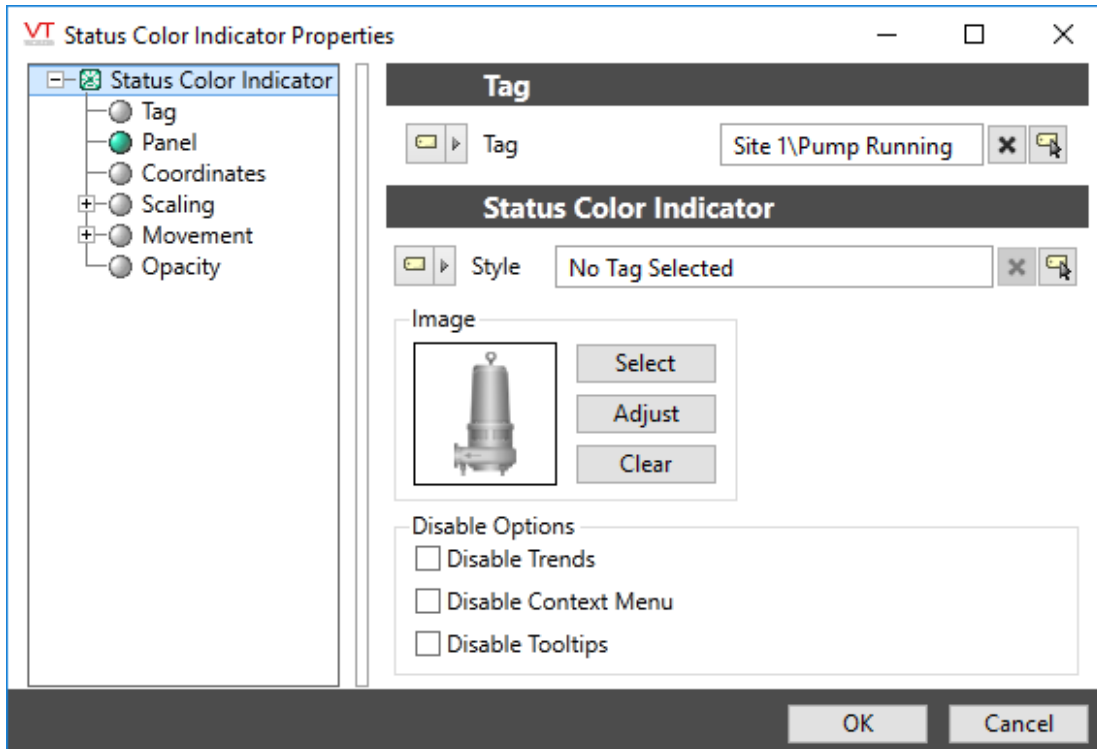 VT Status Color Indicator Properties
Status Color Indicator
Tag
Panel
Coordinates
Scaling
Movement
Opacity
Tag
Tag Site 1\Pump Running
Status Color Indicator
Style No Tag Selected
Image
Select
Adjust
Clear
Disable Options
Disable Trends
Disable Context Menu
Disable Tooltips
OK Cancel